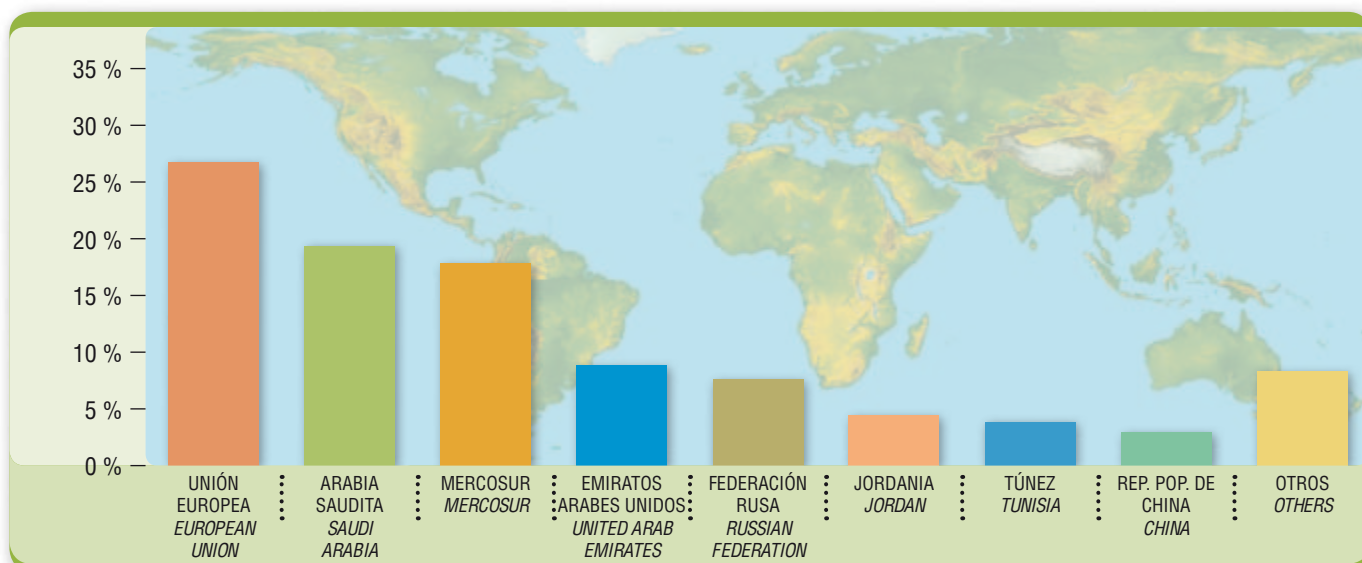 35 %
30 %
25 %
20 %
15 %
10 %
5 %
0 %
UNIÓN
EUROPEA
EUROPEAN
UNION
ARABIA
SAUDITA
SAUDI
ARABIA
MERCOSUR
MERCOSUR
EMIRATOS
ARABES UNIDOS
UNITED ARAB
EMIRATES
FEDERACIÓN
RUSA
RUSSIAN
FEDERATION
JORDANIA
JORDAN
TÚNEZ
TUNISIA
REP. POP. DE
CHINA
CHINA
OTROS
OTHERS